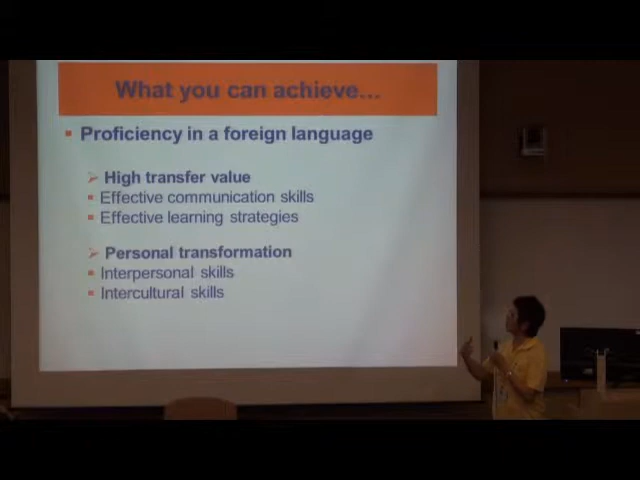 What you can achieve...
Proficiency in a foreign language
High transfer value
Effective communication skills
Effective learning strategies
Personal transformation
Interpersonal skills
Intercultural skills